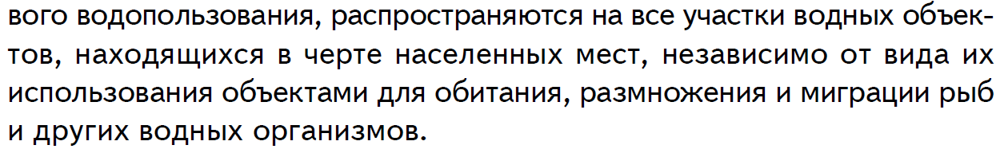 вого водопользования, распространяются на все участки водных объек-
тов, находящихся в черте населенных мест, независимо от вида их
использования объектами для обитания, размножения и миграции рыб
и других водных организмов.